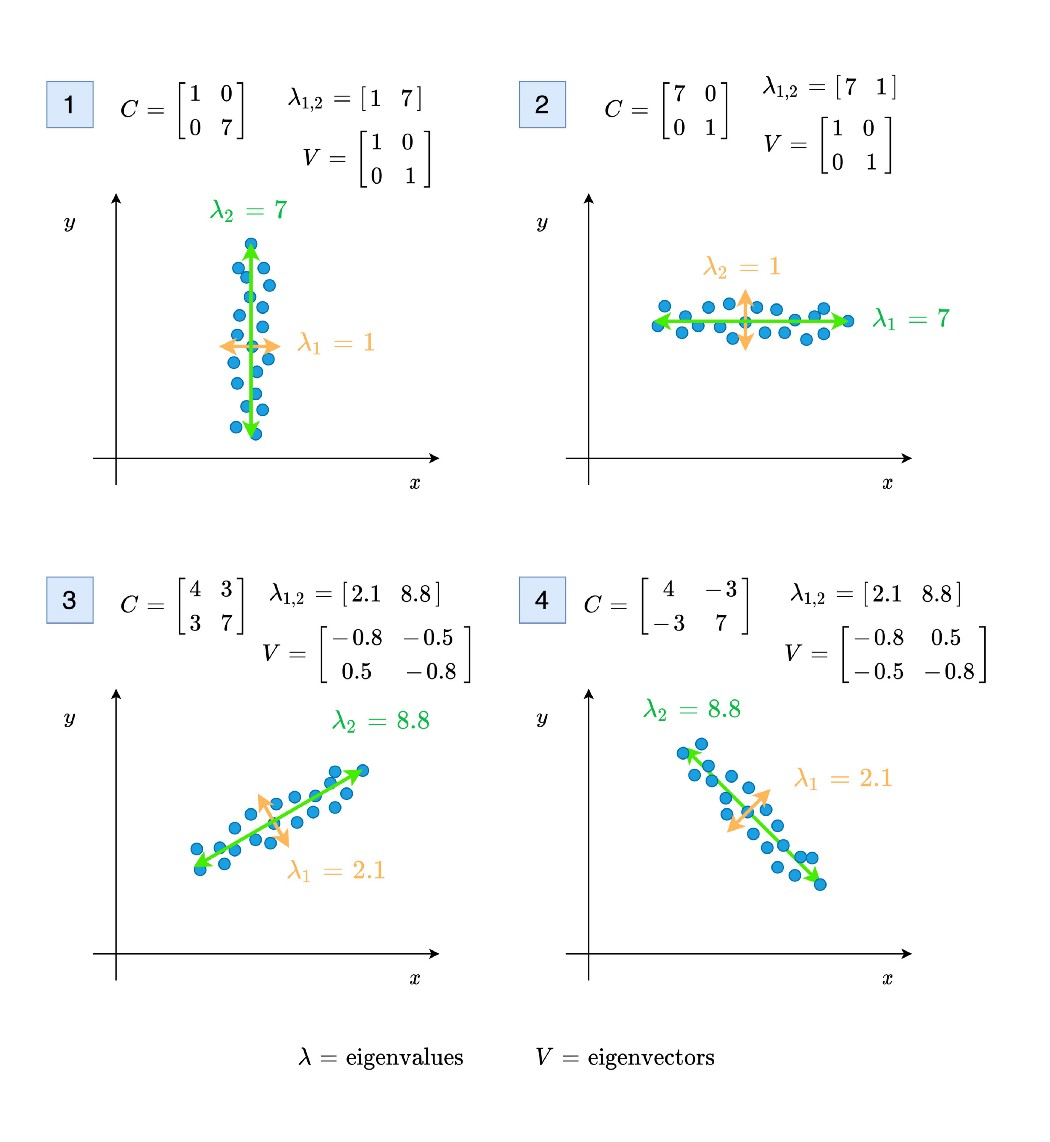 1
C = [1 0
0 7]
λ1,2 = [1 7]
V = [1 0
0 1]
y
λ2 = 7
λ1 = 1
x
2
C = [7 0
0 1]
λ1,2 = [7 1]
V = [1 0
0 1]
y
λ2 = 1
λ1 = 7
x
3
C = [4 3
3 7]
λ1,2 = [2.1 8.8]
V = [−0.8 −0.5
0.5 −0.8]
y
λ2 = 8.8
λ1 = 2.1
x
4
C = [4 −3
−3 7]
λ1,2 = [2.1 8.8]
V = [−0.8 0.5
−0.5 −0.8]
y
λ2 = 8.8
λ1 = 2.1
x
λ = eigenvalues
V = eigenvectors